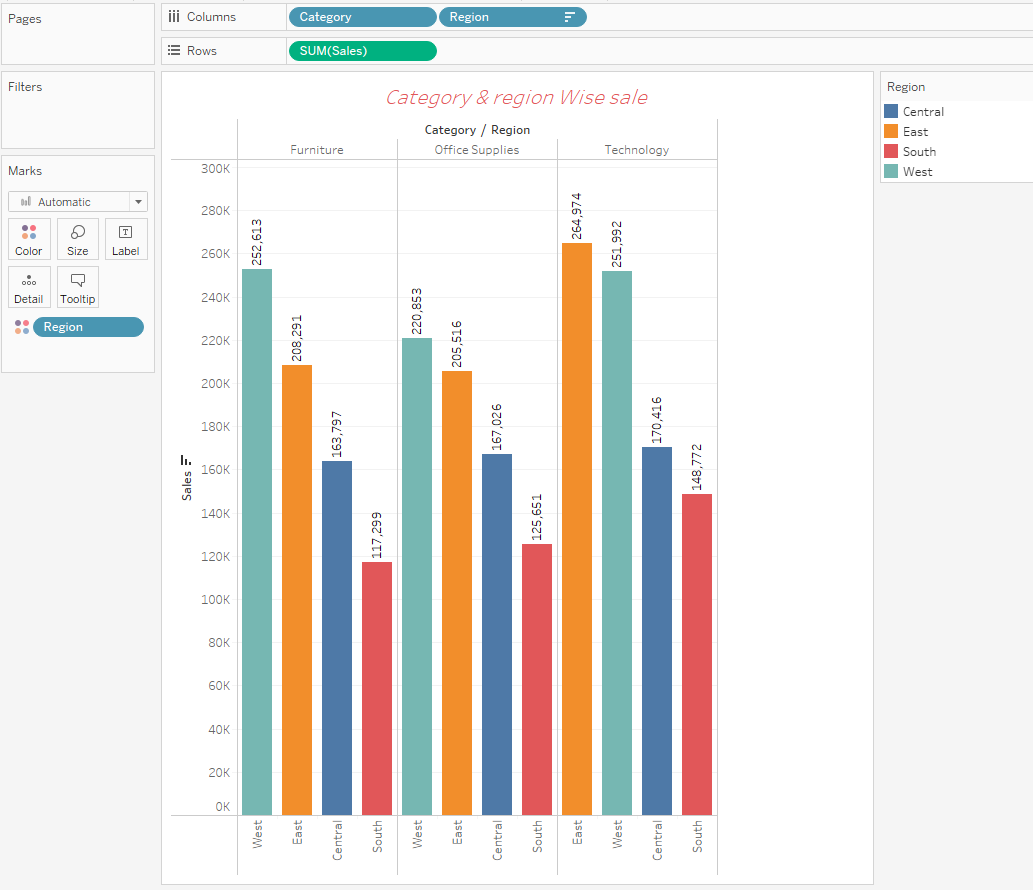 Pages
Columns
Category
Region
Rows
SUM(Sales)
Filters
Marks
Automatic
Color
Size
Label
Detail
Tooltip
Region
Category & region Wise sale
Category / Region
Furniture
Office Supplies
Technology
300K
280K
260K
240K
220K
200K
180K
160K
140K
120K
100K
80K
60K
40K
20K
0K
Sales
252,613
208,291
163,797
117,299
220,853
205,516
167,026
125,651
264,974
251,992
170,416
148,772
West
East
Central
South
West
East
Central
South
East
West
Central
South
Region
Central
East
South
West